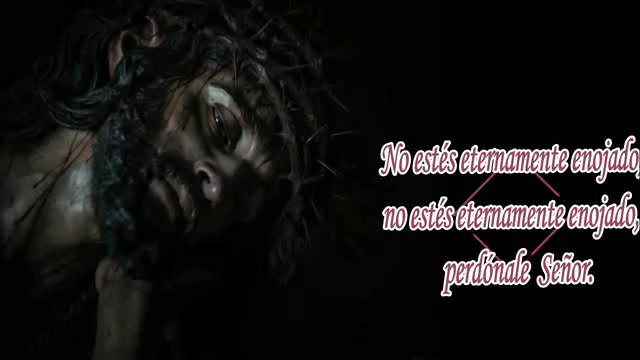 No estés eternamente enojado,
no estés eternamente enojado,
perdónale Señor.